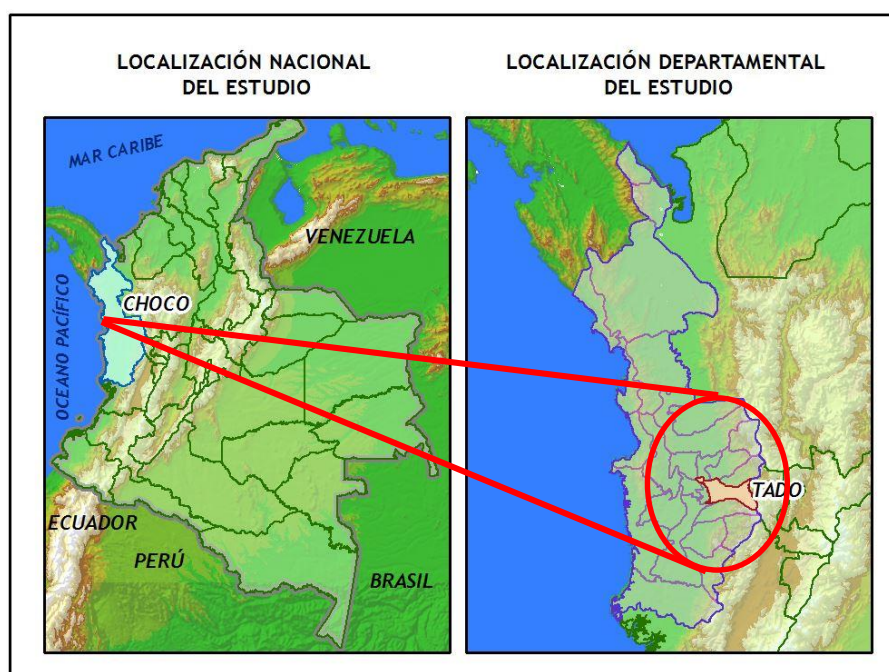 LOCALIZACIÓN NACIONAL
DEL ESTUDIO
LOCALIZACIÓN DEPARTAMENTAL
DEL ESTUDIO
MAR CARIBE
VENEZUELA
CHOCO
OCEANO PACÍFICO
ECUADOR
PERÚ
BRASIL
TADO